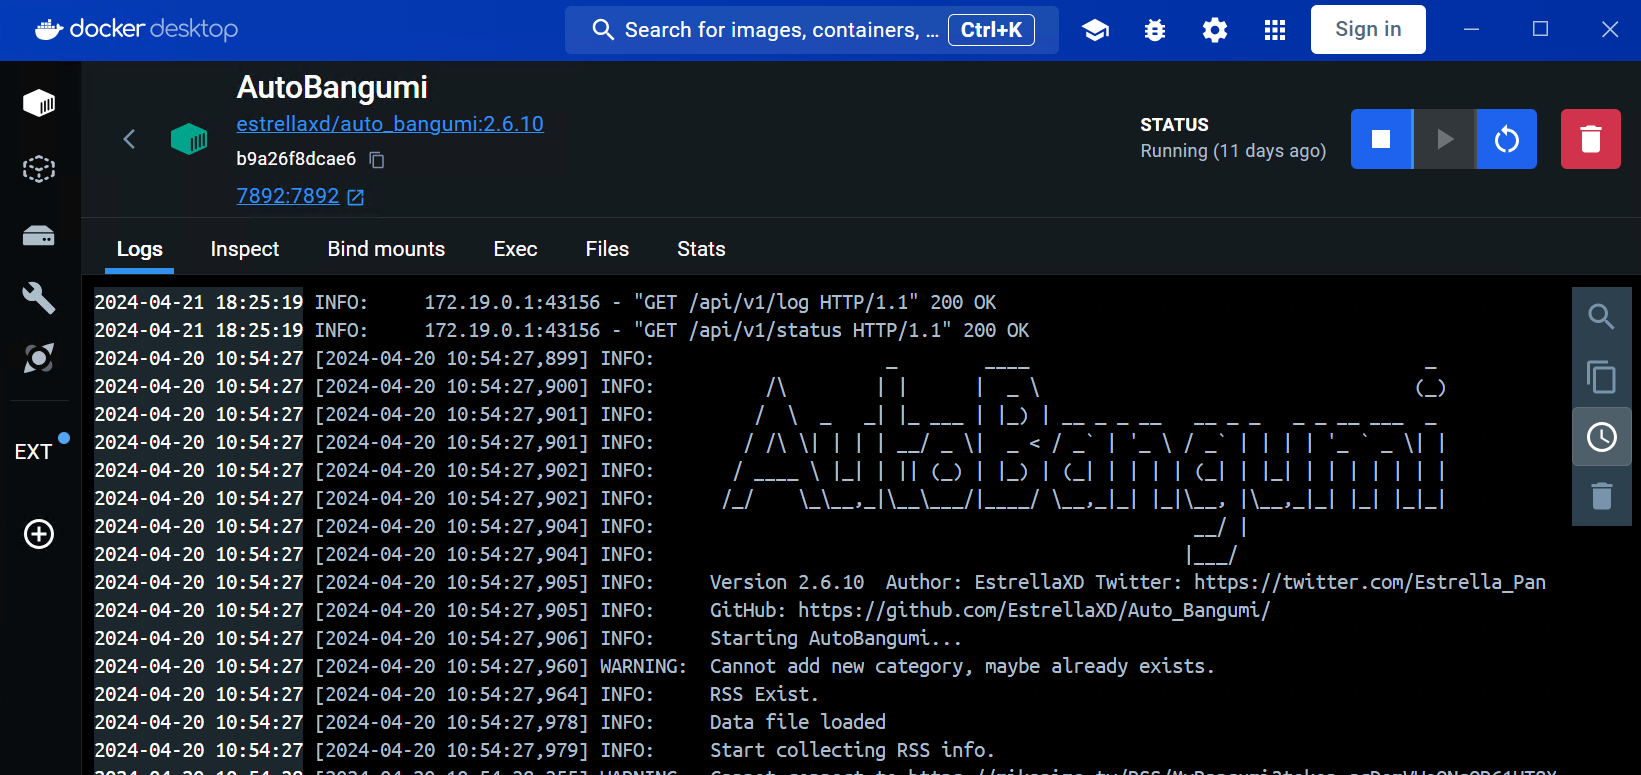 docker desktop
Search for images, containers, ... Ctrl+K
Sign in
AutoBangumi
estrellaxd/auto_bangumi:2.6.10
b9a26f8dcae6
7892:7892
STATUS
Running (11 days ago)
Logs Inspect Bind mounts Exec Files Stats
EXT
2024-04-21 18:25:19 INFO: 172.19.0.1:43156 - "GET /api/v1/log HTTP/1.1" 200 OK
2024-04-21 18:25:19 INFO: 172.19.0.1:43156 - "GET /api/v1/status HTTP/1.1" 200 OK
2024-04-20 10:54:27 [2024-04-20 10:54:27,899] INFO:
2024-04-20 10:54:27 [2024-04-20 10:54:27,900] INFO:
2024-04-20 10:54:27 [2024-04-20 10:54:27,901] INFO:
2024-04-20 10:54:27 [2024-04-20 10:54:27,901] INFO:
2024-04-20 10:54:27 [2024-04-20 10:54:27,902] INFO:
2024-04-20 10:54:27 [2024-04-20 10:54:27,902] INFO:
2024-04-20 10:54:27 [2024-04-20 10:54:27,904] INFO:
2024-04-20 10:54:27 [2024-04-20 10:54:27,904] INFO:
AutoBangumi
2024-04-20 10:54:27 [2024-04-20 10:54:27,905] INFO: Version 2.6.10 Author: EstrellaXD Twitter: https://twitter.com/Estrella_Pan
2024-04-20 10:54:27 [2024-04-20 10:54:27,905] INFO: GitHub: https://github.com/EstrellaXD/Auto_Bangumi/
2024-04-20 10:54:27 [2024-04-20 10:54:27,906] INFO: Starting AutoBangumi...
2024-04-20 10:54:27 [2024-04-20 10:54:27,960] WARNING: Cannot add new category, maybe already exists.
2024-04-20 10:54:27 [2024-04-20 10:54:27,964] INFO: RSS Exist.
2024-04-20 10:54:27 [2024-04-20 10:54:27,978] INFO: Data file loaded
2024-04-20 10:54:27 [2024-04-20 10:54:27,979] INFO: Start collecting RSS info.